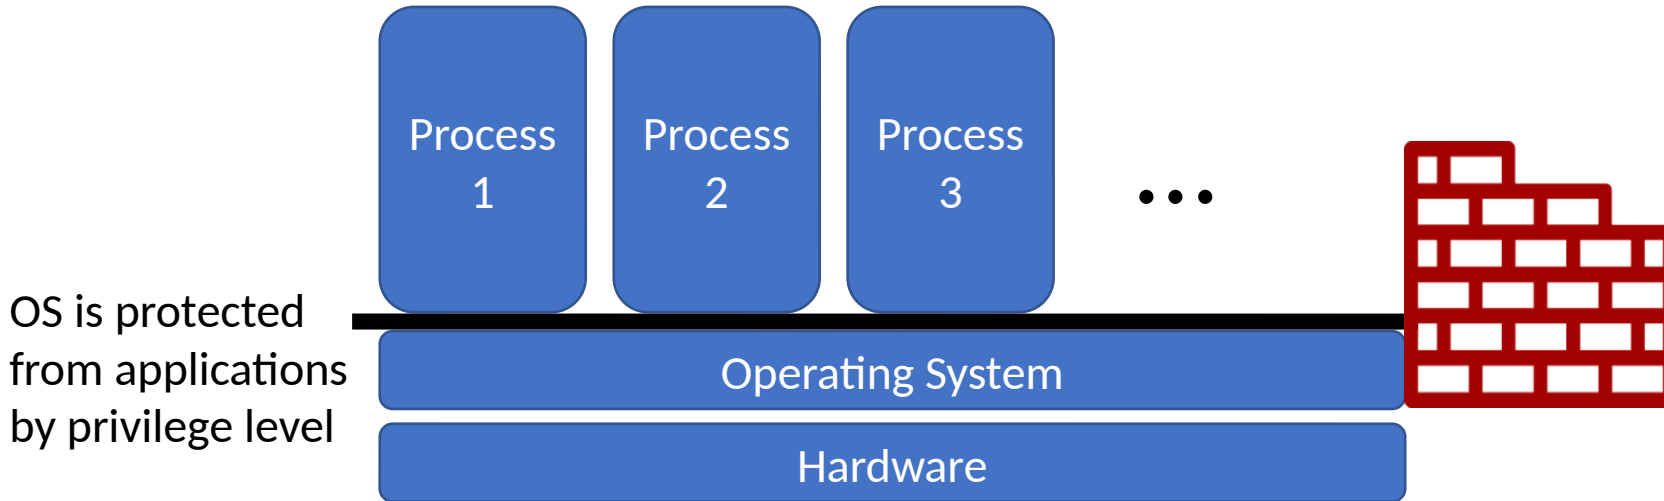 Process
1
Process
2
Process
3
...
OS is protected
from applications
by privilege level
Operating System
Hardware